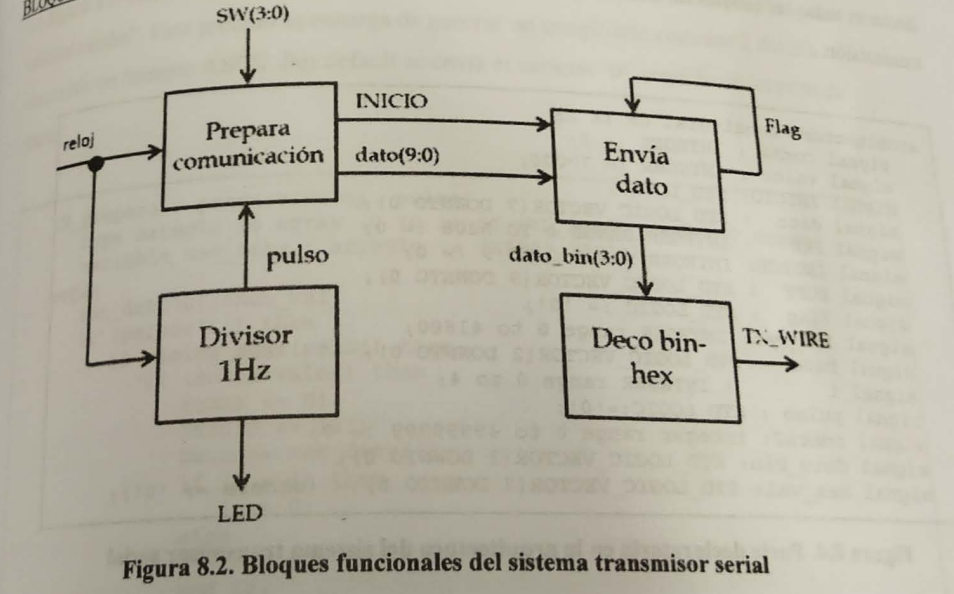 SW(3:0)
reloj
Prepara
comunicación
INICIO
dato(9:0)
Envía
dato
Flag
pulso
dato_bin(3:0)
Divisor
1Hz
Deco bin-
hex
TX_WIRE
LED
Figura 8.2. Bloques funcionales del sistema transmisor serial